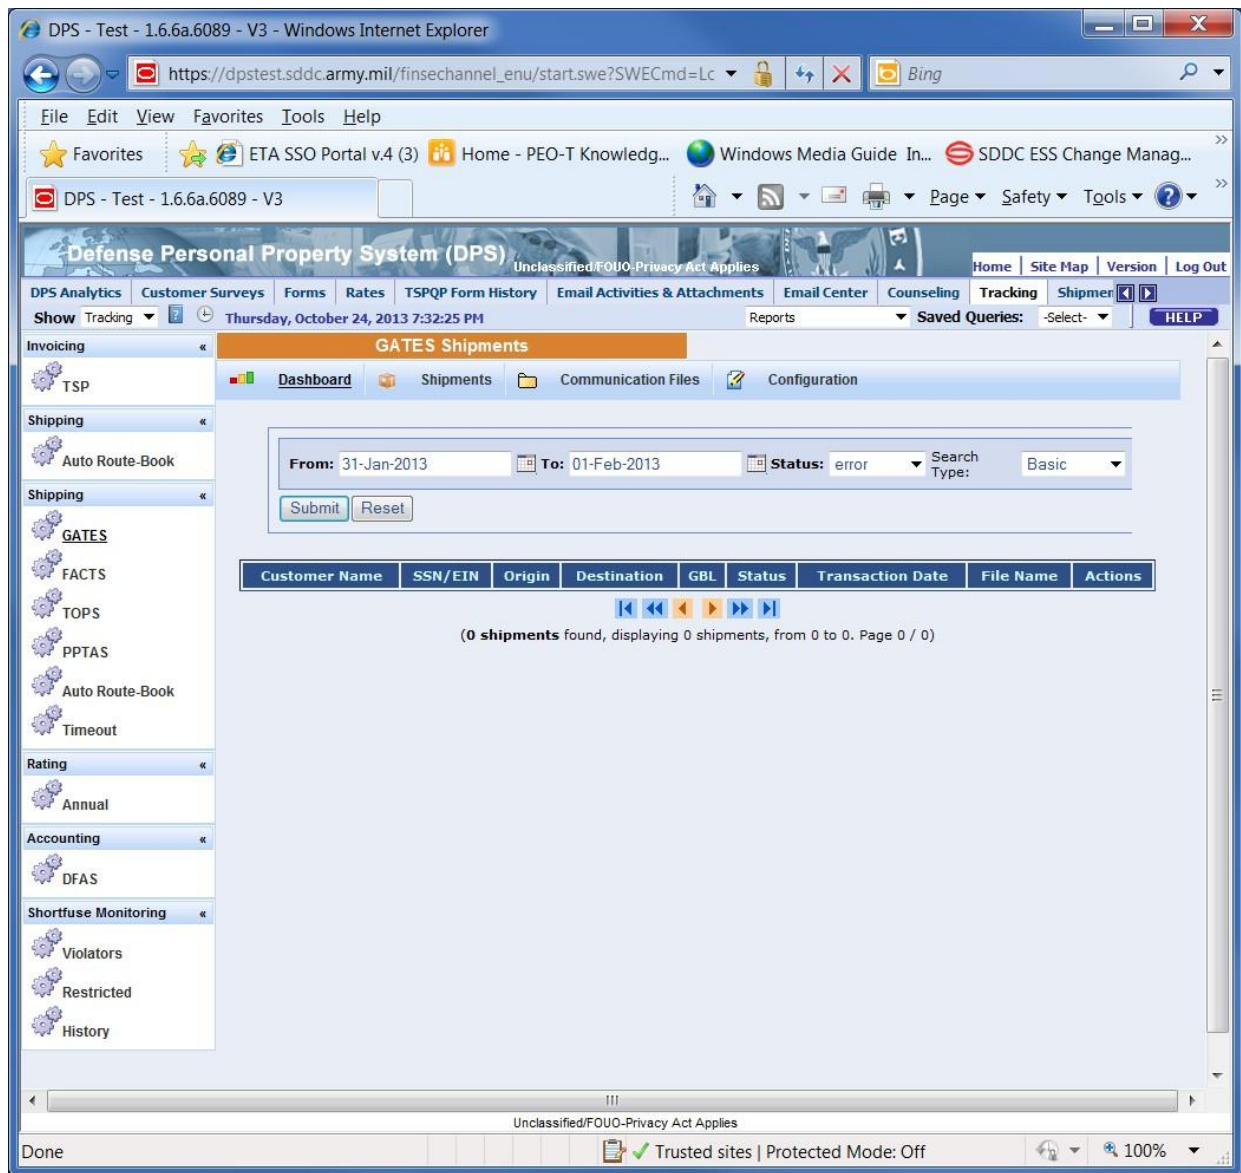 DPS - Test - 1.6.6a.6089 - V3 - Windows Internet Explorer
https://dpstest.sddc.army.mil/finsechannel_enu/start.swe?SWECmd=Lc Bing
File Edit View Favorites Tools Help
Favorites ETA SSO Portal v.4 (3) Home - PEO-T Knowledg... Windows Media Guide In... SDDC ESS Change Manag... »
DPS - Test - 1.6.6a.6089 - V3 Page Safety Tools »
Defense Personal Property System (DPS) Unclassified/FOUO-Privacy Act Applies
Home | Site Map | Version | Log Out
DPS Analytics Customer Surveys Forms Rates TSPQP Form History Email Activities & Attachments Email Center Counseling Tracking Shipmen
Show Tracking Thursday, October 24, 2013 7:32:25 PM Reports Saved Queries: -Select- HELP
Invoicing «
TSP
Shipping «
Auto Route-Book
Shipping «
GATES
FACTS
TOPS
PPTAS
Auto Route-Book
Timeout
Rating «
Annual
Accounting «
DFAS
Shortfuse Monitoring «
Violators
Restricted
History
GATES Shipments
Dashboard Shipments Communication Files Configuration
From: 31-Jan-2013 To: 01-Feb-2013 Status: error Search Type: Basic
Submit Reset
Customer Name SSN/EIN Origin Destination GBL Status Transaction Date File Name Actions
(0 shipments found, displaying 0 shipments, from 0 to 0. Page 0 / 0)
Unclassified/FOUO-Privacy Act Applies
Done Trusted sites | Protected Mode: Off 100%